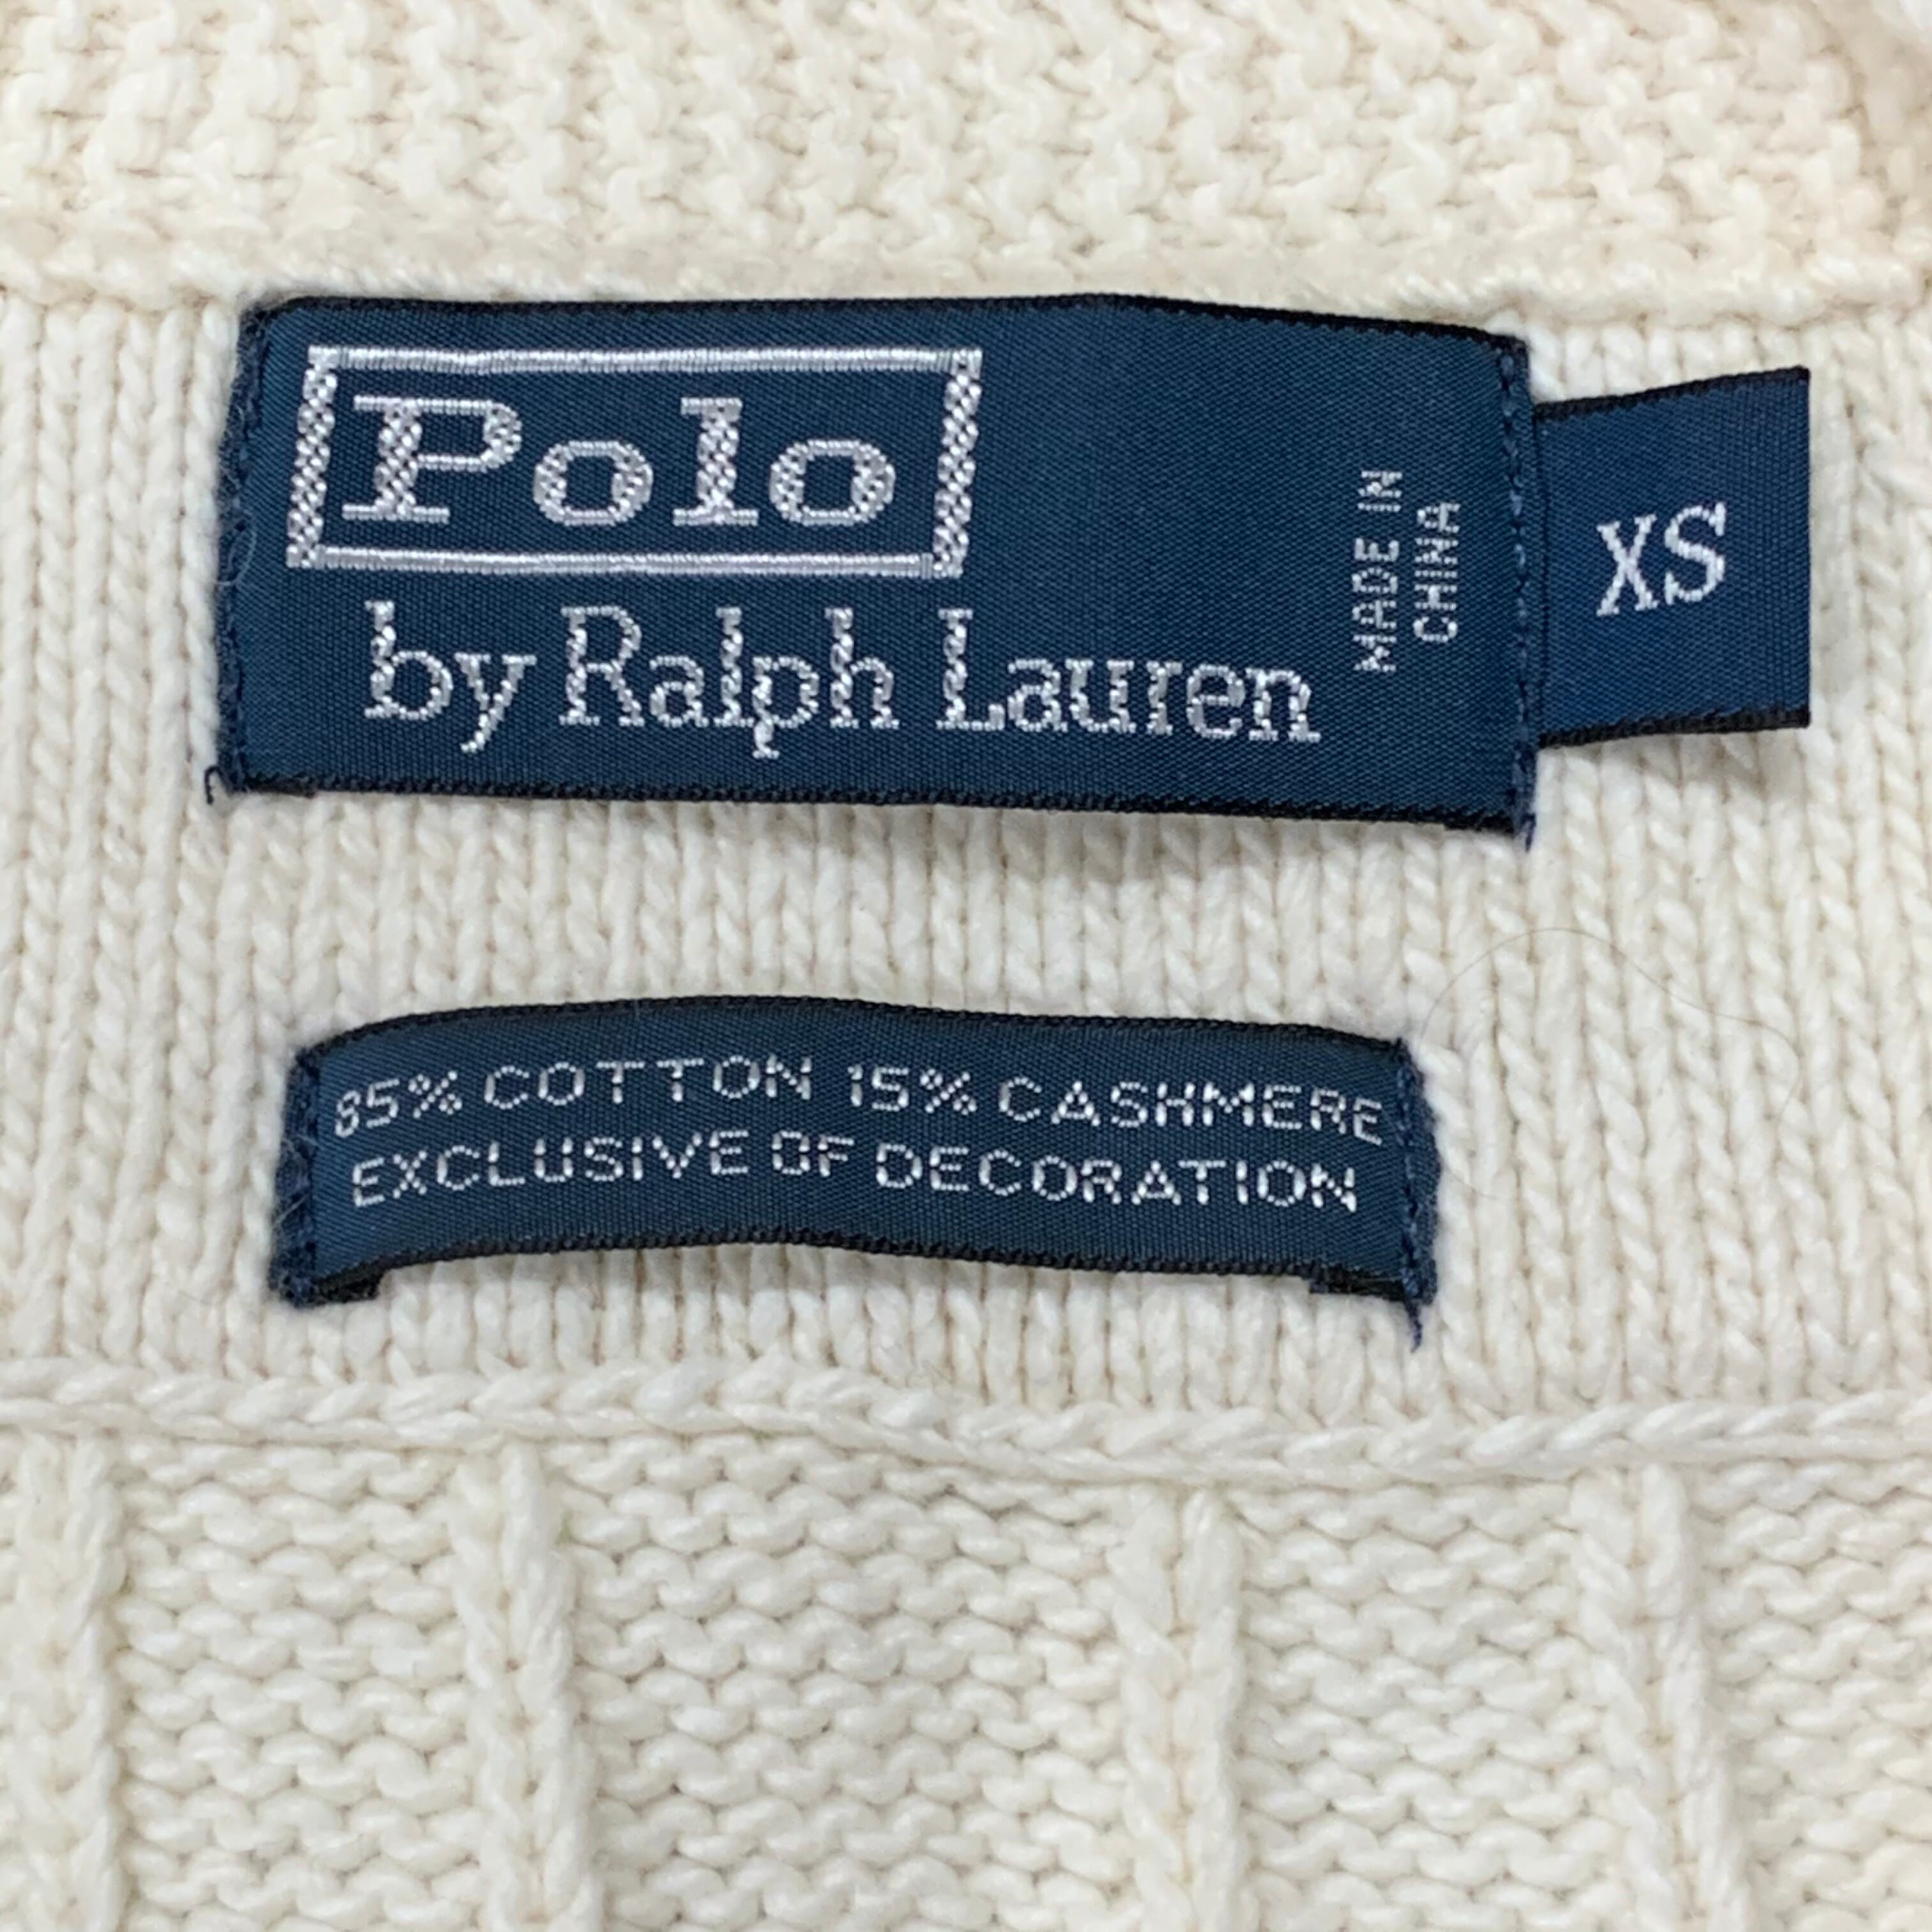 Polo
by Ralph Lauren
MADE IN
CHINA
XS
85% COTTON 15% CASHMERE
EXCLUSIVE OF DECORATION